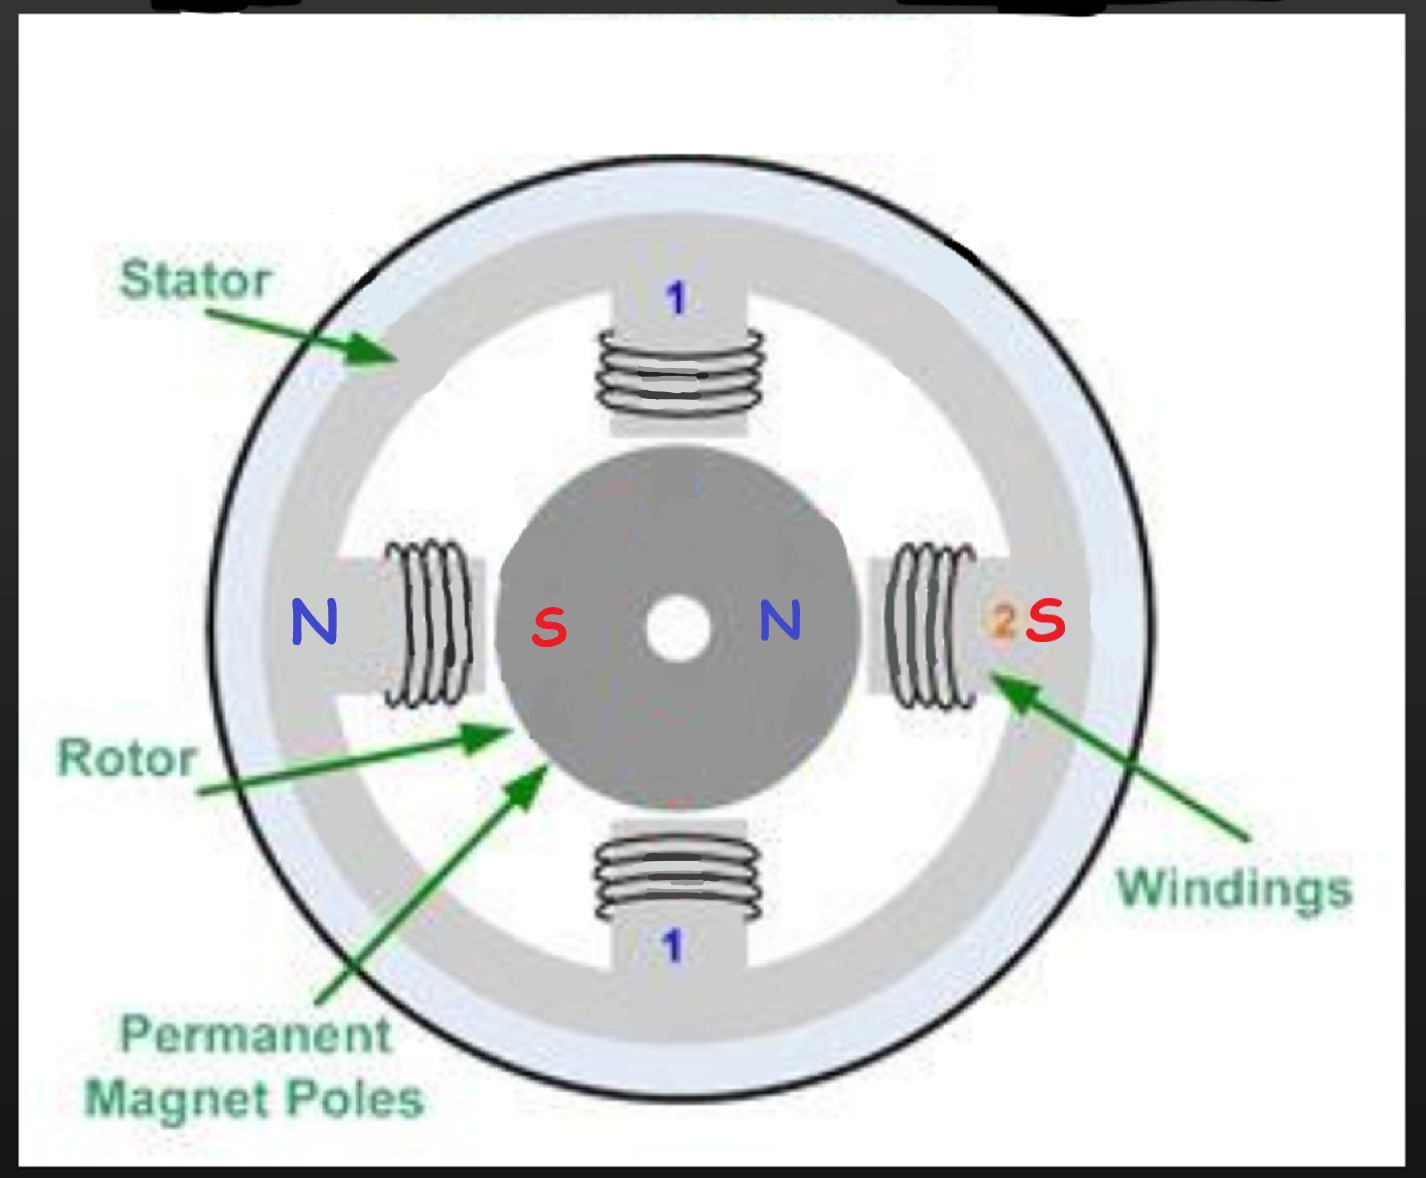 Stator
1
N
S
N
2 S
Rotor
Windings
1
Permanent
Magnet Poles